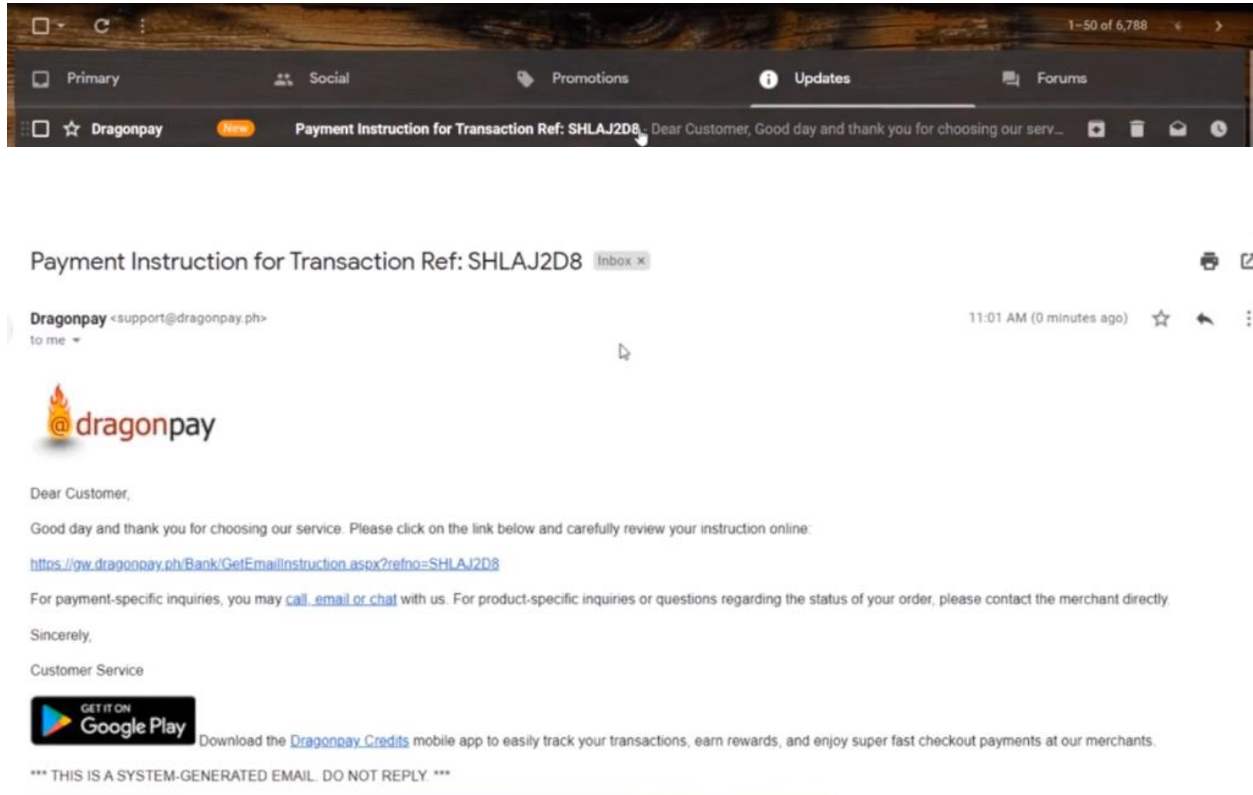 1–50 of 6,788
Primary Social Promotions Updates Forums
Dragonpay New Payment Instruction for Transaction Ref: SHLAJ2D8 - Dear Customer, Good day and thank you for choosing our serv...
Payment Instruction for Transaction Ref: SHLAJ2D8 Inbox ×
Dragonpay <support@dragonpay.ph> 11:01 AM (0 minutes ago)
to me
@dragonpay
Dear Customer,
Good day and thank you for choosing our service. Please click on the link below and carefully review your instruction online:
https://gw.dragonpay.ph/Bank/GetEmailInstruction.aspx?refno=SHLAJ2D8
For payment-specific inquiries, you may call, email or chat with us. For product-specific inquiries or questions regarding the status of your order, please contact the merchant directly.
Sincerely,
Customer Service
GET IT ON
Google Play
Download the Dragonpay Credits mobile app to easily track your transactions, earn rewards, and enjoy super fast checkout payments at our merchants.
*** THIS IS A SYSTEM-GENERATED EMAIL. DO NOT REPLY. ***